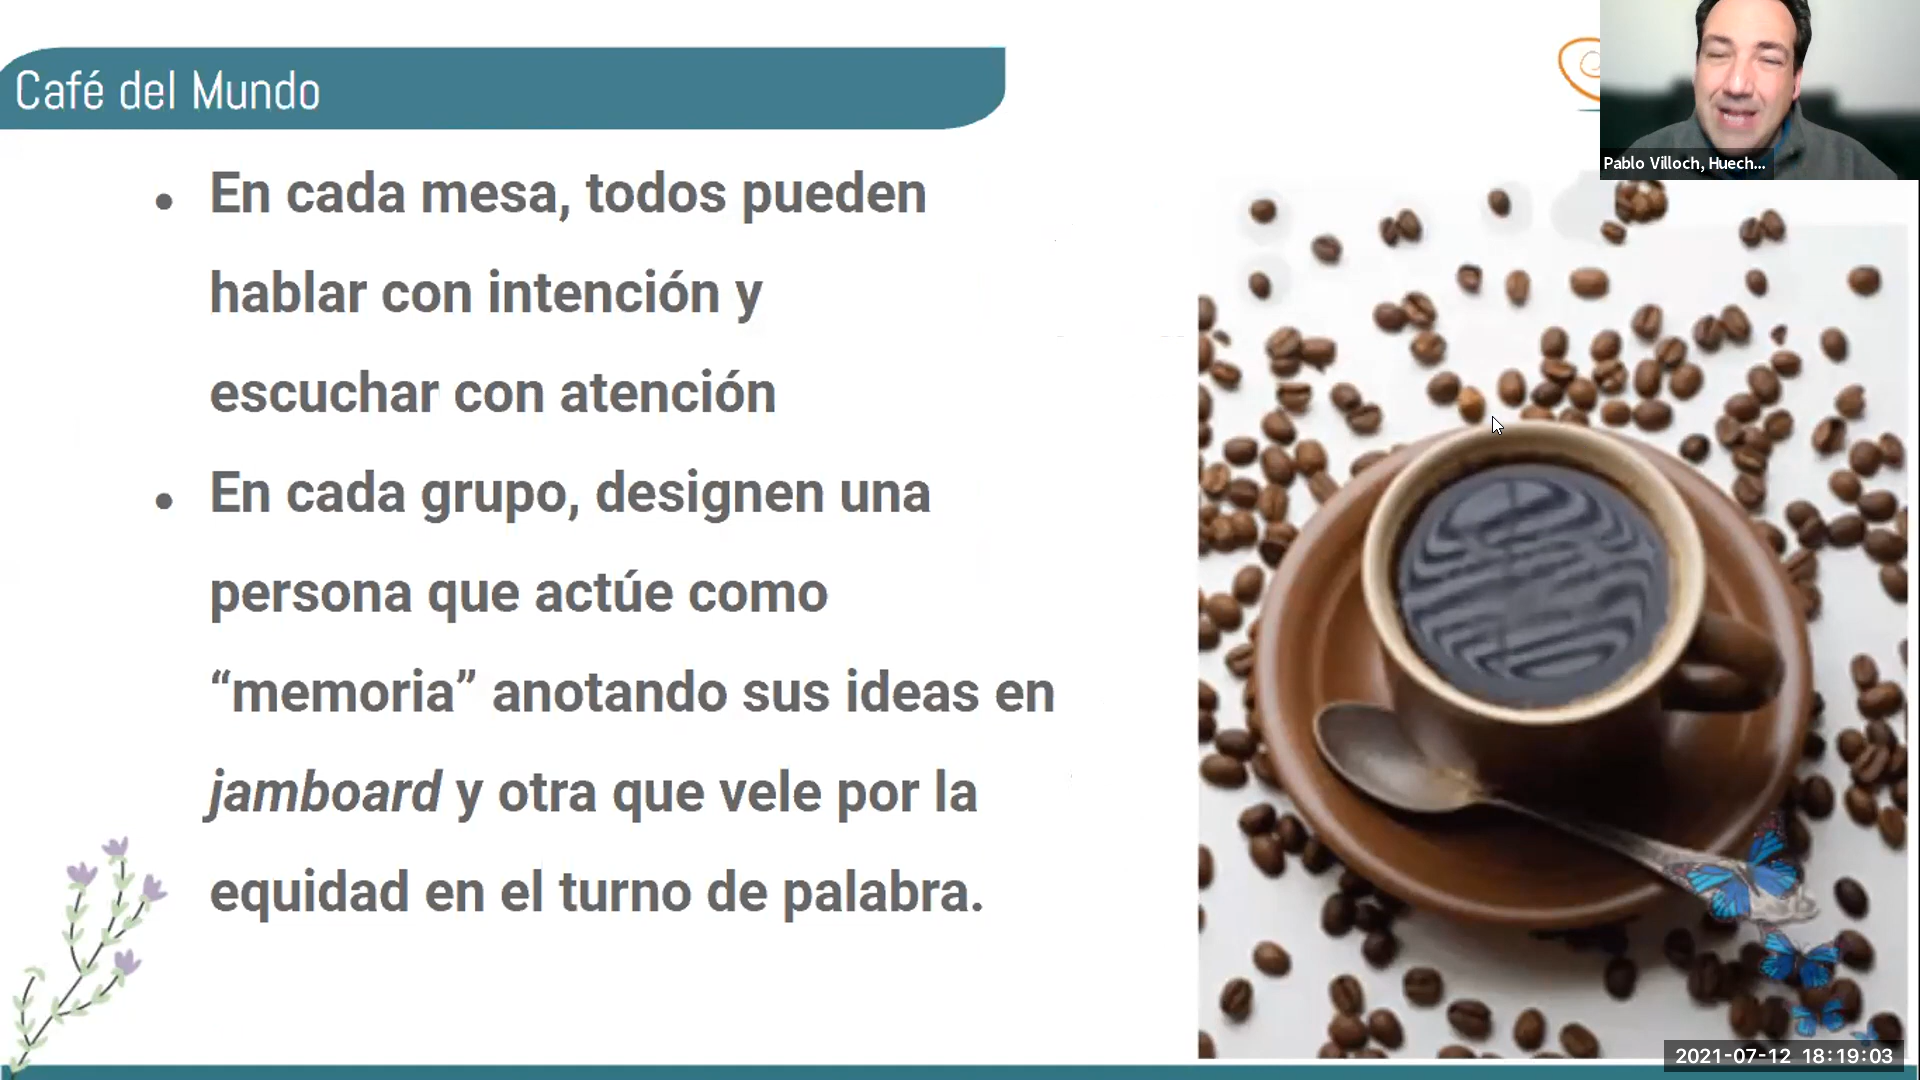 Café del Mundo
Pablo Villoch, Huech...
• En cada mesa, todos pueden
hablar con intención y
escuchar con atención
• En cada grupo, designen una
persona que actúe como
“memoria” anotando sus ideas en
jamboard y otra que vele por la
equidad en el turno de palabra.
2021-07-12 18:19:03